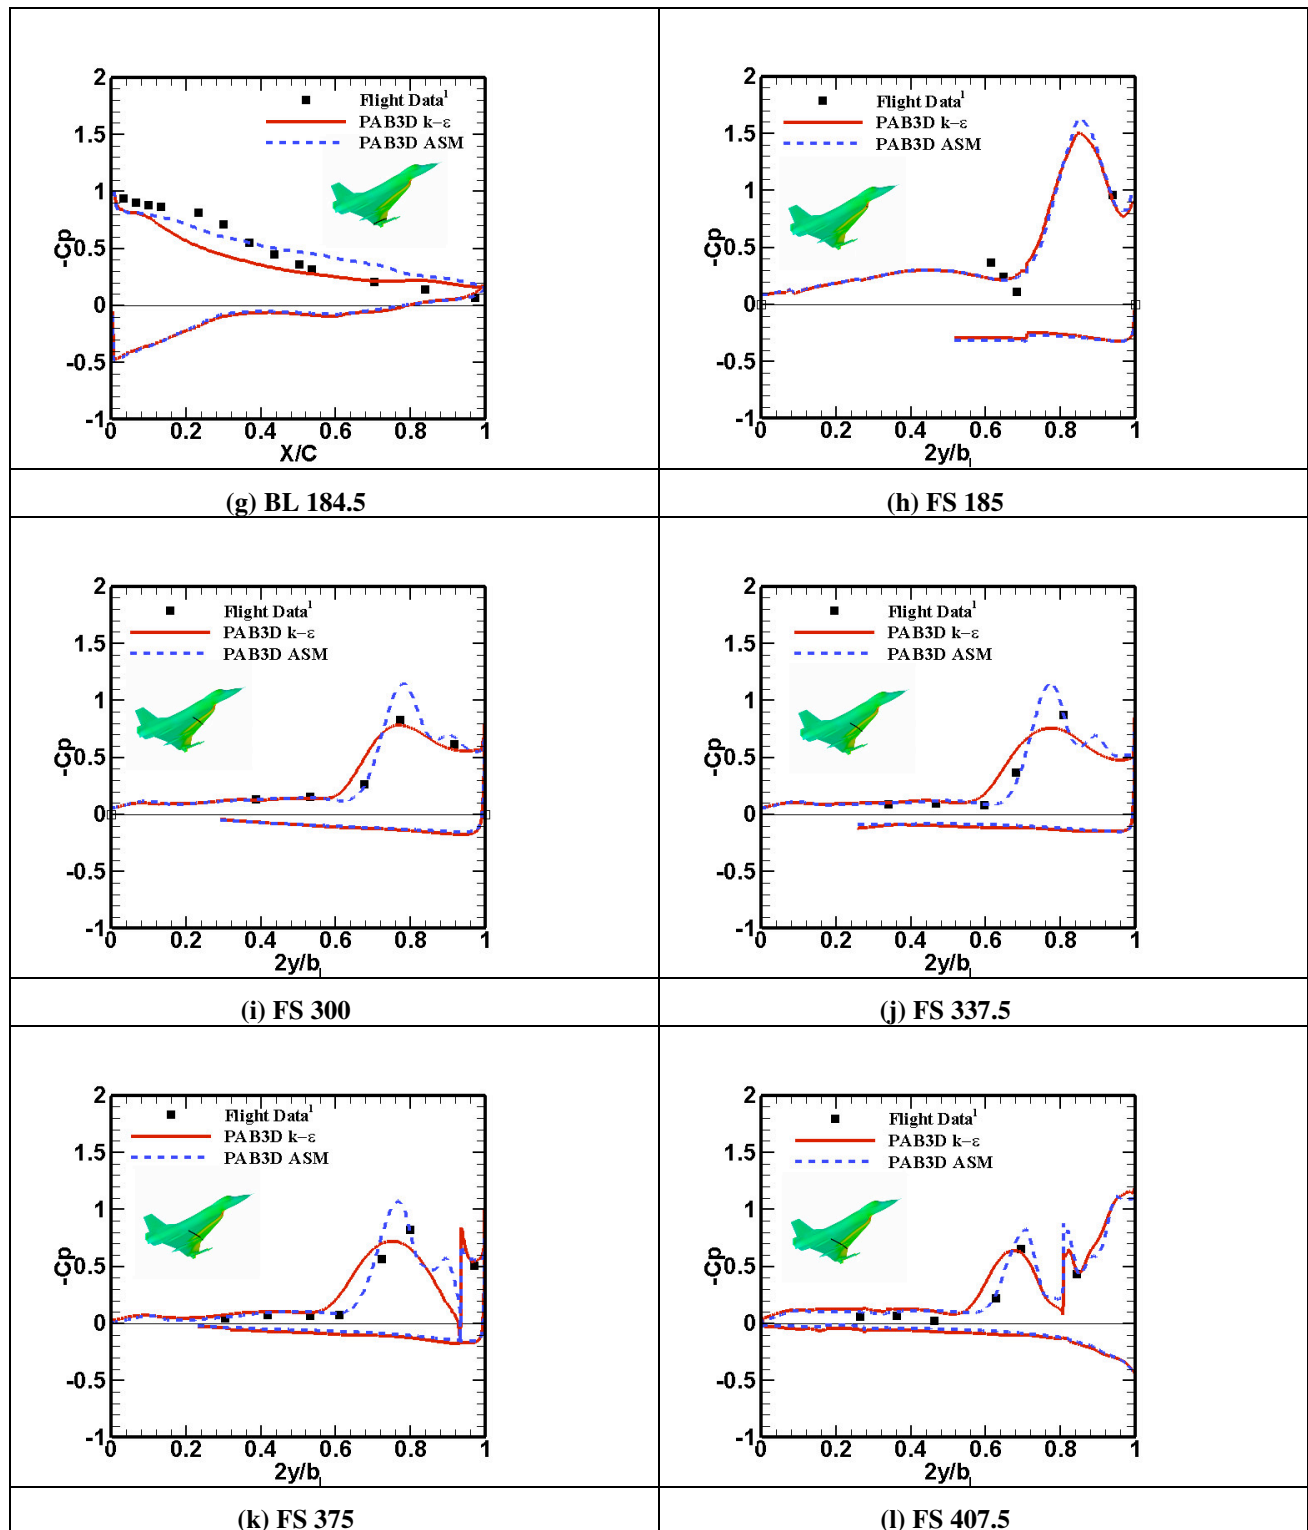 2
1.5
1
0.5
0
-0.5
-1
-Cp
Flight Data1
PAB3D k-ε
PAB3D ASM
0 0.2 0.4 0.6 0.8 1
X/C
(g) BL 184.5
2
1.5
1
0.5
0
-0.5
-1
-Cp
Flight Data1
PAB3D k-ε
PAB3D ASM
0 0.2 0.4 0.6 0.8 1
2y/bl
(h) FS 185
2
1.5
1
0.5
0
-0.5
-1
-Cp
Flight Data1
PAB3D k-ε
PAB3D ASM
0 0.2 0.4 0.6 0.8 1
2y/bl
(i) FS 300
2
1.5
1
0.5
0
-0.5
-1
-Cp
Flight Data1
PAB3D k-ε
PAB3D ASM
0 0.2 0.4 0.6 0.8 1
2y/bl
(j) FS 337.5
2
1.5
1
0.5
0
-0.5
-1
-Cp
Flight Data1
PAB3D k-ε
PAB3D ASM
0 0.2 0.4 0.6 0.8 1
2y/bl
(k) FS 375
2
1.5
1
0.5
0
-0.5
-1
-Cp
Flight Data1
PAB3D k-ε
PAB3D ASM
0 0.2 0.4 0.6 0.8 1
2y/bl
(l) FS 407.5